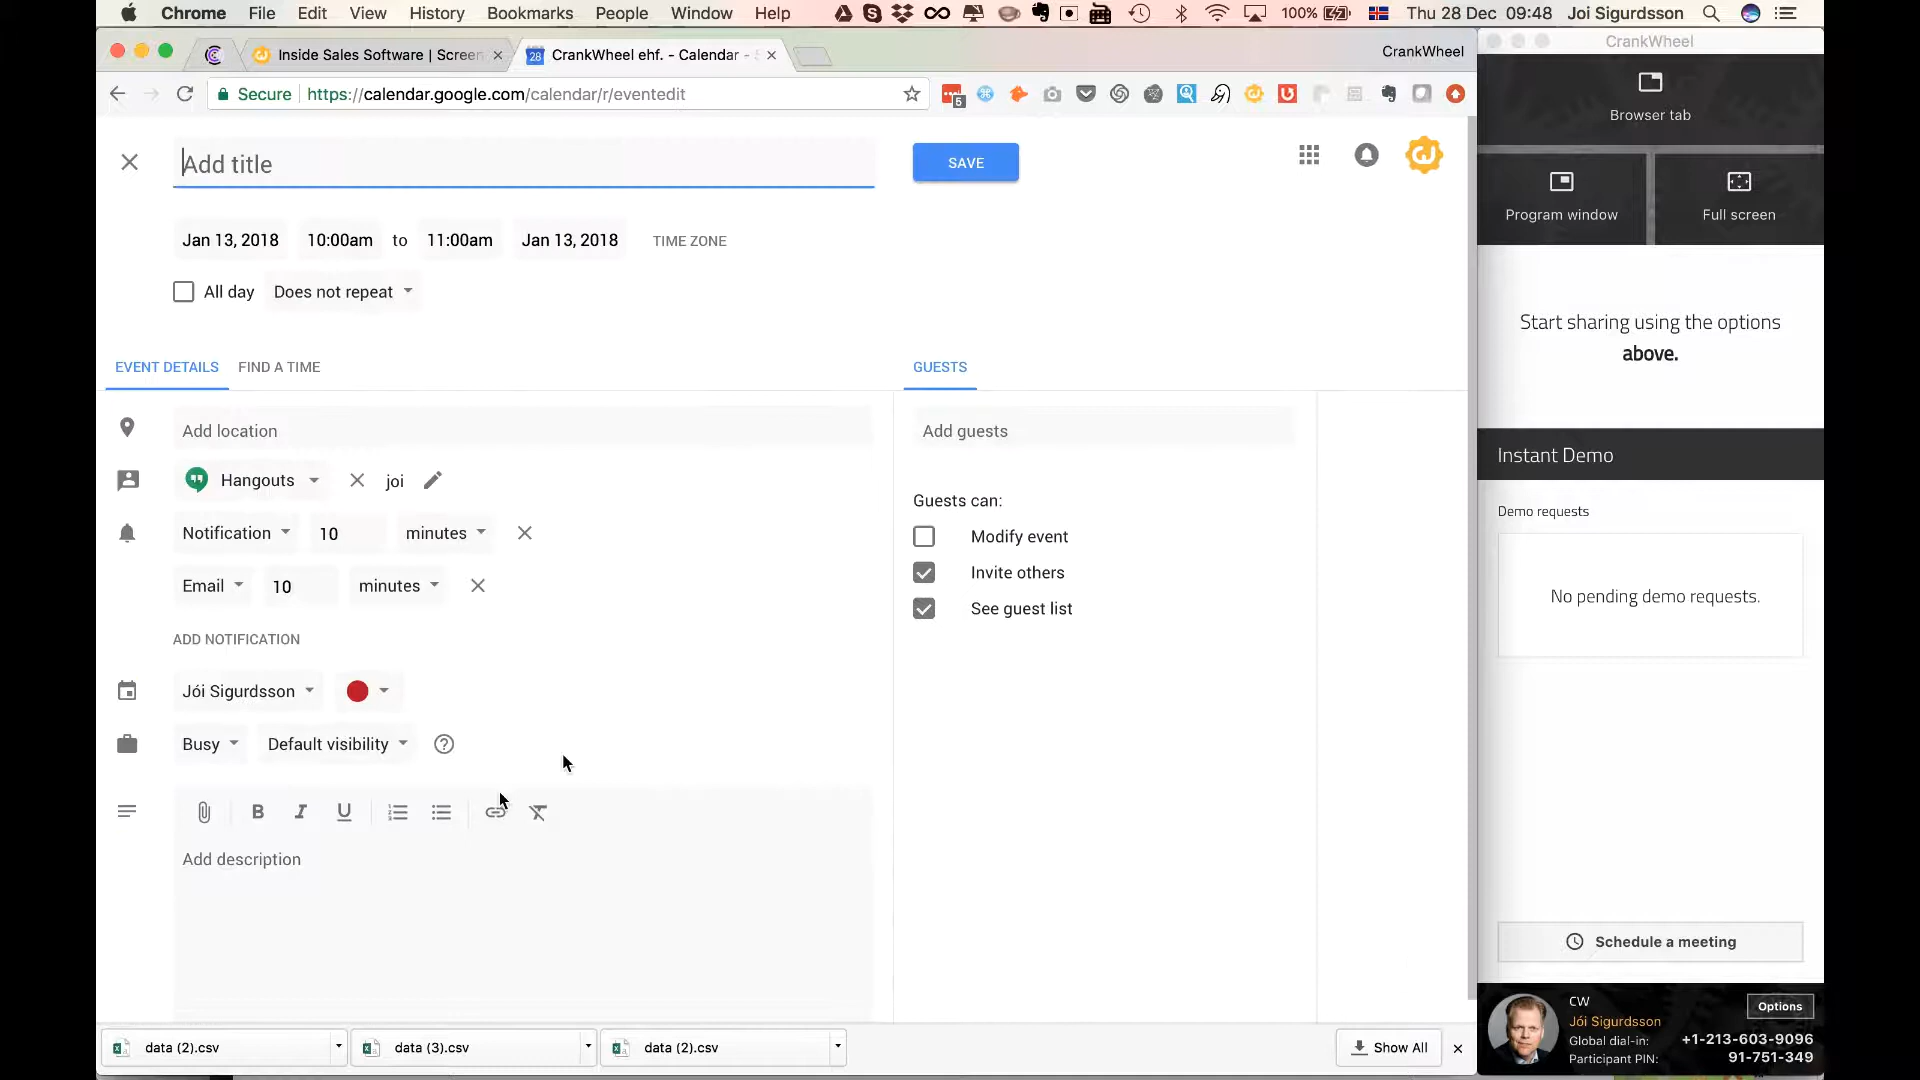 Chrome File Edit View History Bookmarks People Window Help 100% Thu 28 Dec 09:48 Joi Sigurdsson
Inside Sales Software | Screen
28 CrankWheel ehf. - Calendar -
CrankWheel
Secure https://calendar.google.com/calendar/r/eventedit
5
Add title
SAVE
Jan 13, 2018 10:00am to 11:00am Jan 13, 2018 TIME ZONE
All day Does not repeat
EVENT DETAILS FIND A TIME
GUESTS
Add location
Hangouts joi
Notification 10 minutes
Email 10 minutes
ADD NOTIFICATION
Jói Sigurdsson
Busy Default visibility
B I U
Add description
Add guests
Guests can:
Modify event
Invite others
See guest list
data (2).csv
data (3).csv
data (2).csv
Show All
CrankWheel
Browser tab
Program window
Full screen
Start sharing using the options
above.
Instant Demo
Demo requests
No pending demo requests.
Schedule a meeting
CW
Options
Jói Sigurdsson
Global dial-in: +1-213-603-9096
Participant PIN: 91-751-349